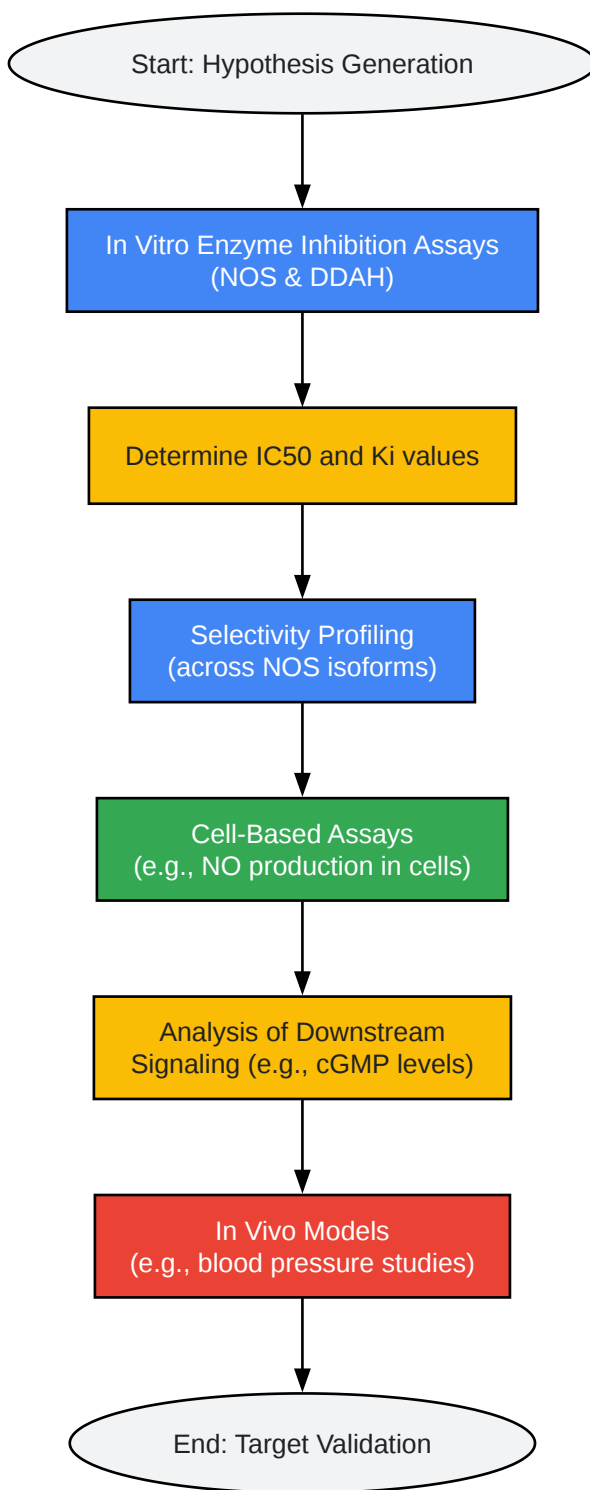 Start: Hypothesis Generation
In Vitro Enzyme Inhibition Assays
(NOS & DDAH)
Determine IC50 and Ki values
Selectivity Profiling
(across NOS isoforms)
Cell-Based Assays
(e.g., NO production in cells)
Analysis of Downstream
Signaling (e.g., cGMP levels)
In Vivo Models
(e.g., blood pressure studies)
End: Target Validation